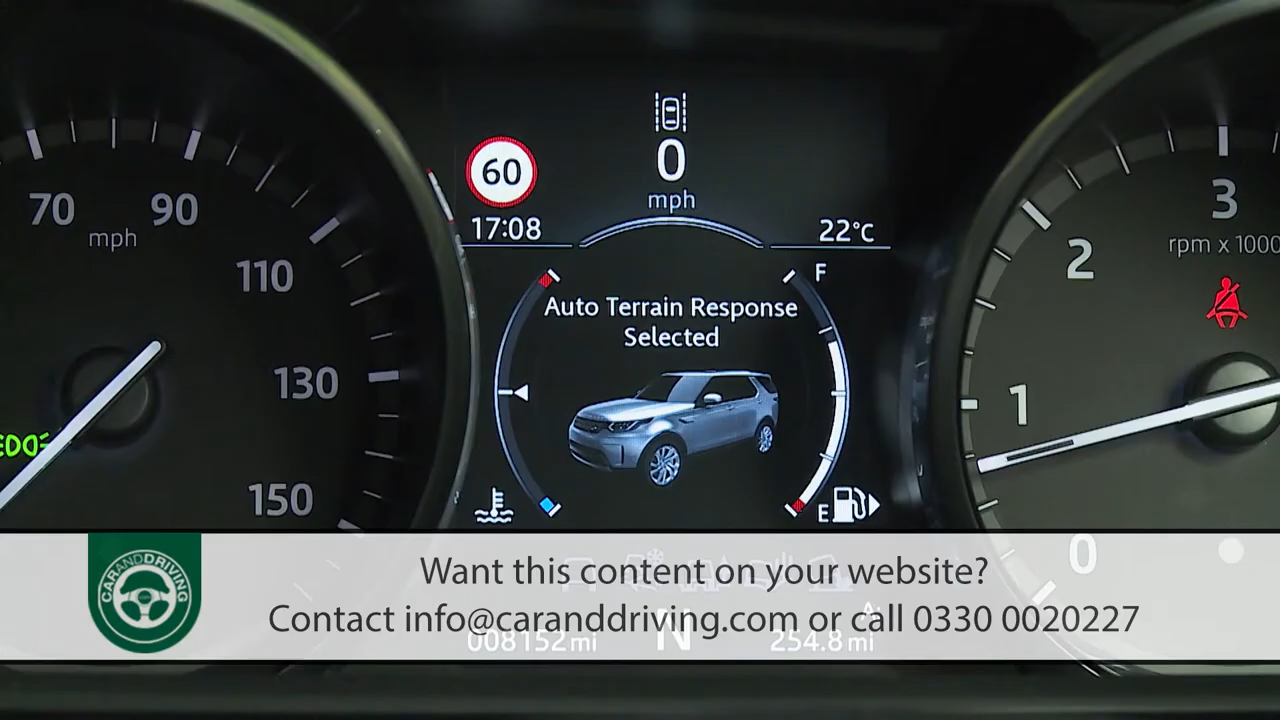 60
0
mph
17:08
22°C
70
90
mph
110
130
150
F
Auto Terrain Response
Selected
E
3
rpm x 1000
2
1
0
CARANDDRIVING
Want this content on your website?
Contact info@caranddriving.com or call 0330 0020227
008152 mi
N
254.8 mi